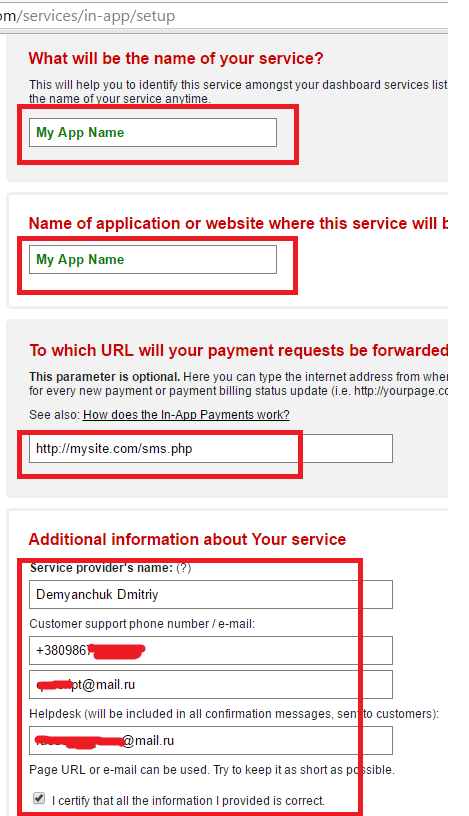 om/services/in-app/setup
What will be the name of your service?
This will help you to identify this service amongst your dashboard services list
the name of your service anytime.
My App Name
Name of application or website where this service will b
My App Name
To which URL will your payment requests be forwarded
This parameter is optional. Here you can type the internet address from wher
for every new payment or payment billing status update (i.e. http://yourpage.co
See also: How does the In-App Payments work?
http://mysite.com/sms.php
Additional information about Your service
Service provider's name: (?)
Demyanchuk Dmitriy
Customer support phone number / e-mail:
+380986
pt@mail.ru
Helpdesk (will be included in all confirmation messages, sent to customers):
@mail.ru
Page URL or e-mail can be used. Try to keep it as short as possible.
I certify that all the information I provided is correct.